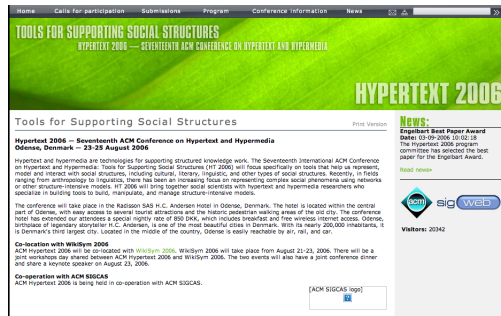 Home Calls for participation Submissions Program Conference information News
TOOLS FOR SUPPORTING SOCIAL STRUCTURES
HYPERTEXT 2006 — SEVENTEENTH ACM CONFERENCE ON HYPERTEXT AND HYPERMEDIA
HYPERTEXT 2006
Tools for Supporting Social Structures
Print Version
Hypertext 2006 — Seventeenth ACM Conference on Hypertext and Hypermedia
Odense, Denmark — 23-25 August 2006
Hypertext and hypermedia are technologies for supporting structured knowledge work. The Seventeenth International ACM Conference
on Hypertext and Hypermedia: Tools for Supporting Social Structures (HT 2006) will focus specifically on tools that help us represent,
model and interact with social structures, including cultural, literary, linguistic, and other types of social structures. Recently, in fields
ranging from anthropology to linguistics, there has been an increasing focus on representing complex social phenomena using networks
or other structure-intensive models. HT 2006 will bring together social scientists with hypertext and hypermedia researchers who
specialize in building tools to build, manipulate, and manage structure-intensive models.
The conference will take place in the Radisson SAS H.C. Andersen Hotel in Odense, Denmark. The hotel is located within the central
part of Odense, with easy access to several tourist attractions and the historic pedestrian walking areas of the old city. The conference
hotel has extended our attendees a special nightly rate of 850 DKK, which includes breakfast and free wireless internet access. Odense,
birthplace of legendary storyteller H.C. Andersen, is one of the most beautiful cities in Denmark. With its nearly 200,000 inhabitants, it
is Denmark's third largest city. Located in the middle of the country, Odense is easily reachable by air, rail, and car.
Co-location with WikiSym 2006
ACM Hypertext 2006 will be co-located with WikiSym 2006. WikiSym 2006 will take place from August 21-23, 2006. There will be a
joint workshops day shared between ACM Hypertext 2006 and WikiSym 2006. The two events will also have a joint conference dinner
and share a keynote speaker on August 23, 2006.
Co-operation with ACM SIGCAS
ACM Hypertext 2006 is being held in co-operation with ACM SIGCAS.
[ACM SIGCAS logo]
?
News:
Engelbart Best Paper Award
Date: 03-09-2006 10:02:18
The Hypertext 2006 program
committee has selected the best
paper for the Engelbart Award.
Read news»
acm sig web
Visitors: 20342